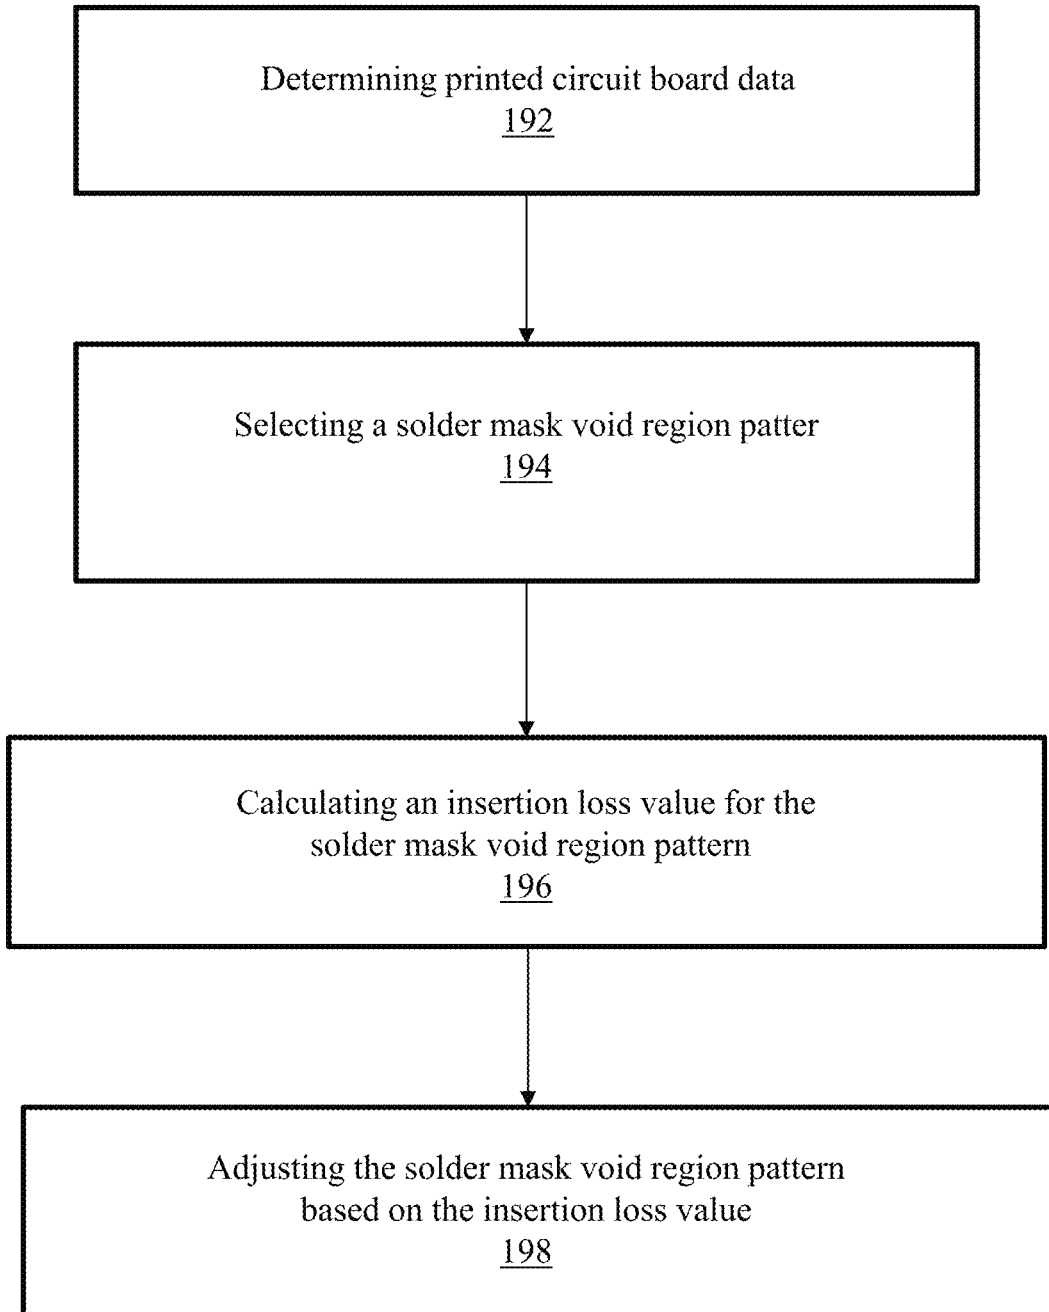 Determining printed circuit board data
192
Selecting a solder mask void region patter
194
Calculating an insertion loss value for the
solder mask void region pattern
196
Adjusting the solder mask void region pattern
based on the insertion loss value
198